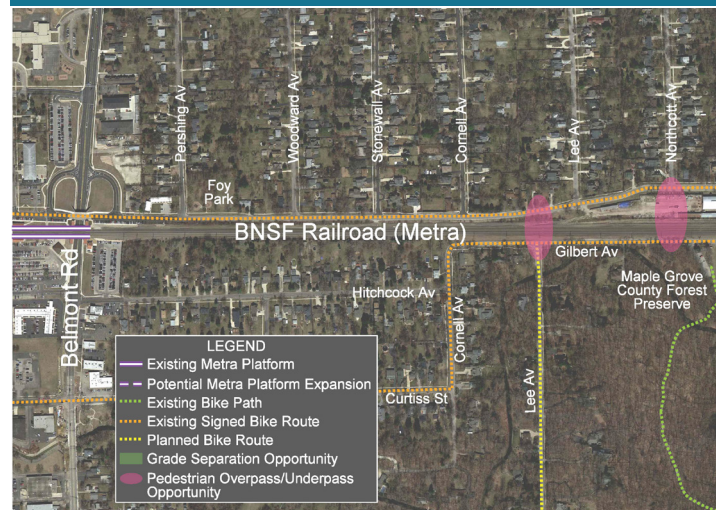 Pershing Av
Woodward Av
Stonewall Av
Cornell Av
Lee Av
Northcott Av
Foy
Park
BNSF Railroad (Metra)
Gilbert Av
Belmont Rd
Hitchcock Av
Maple Grove
County Forest
Preserve
Cornell Av
Lee Av
Curtiss St
LEGEND
Existing Metra Platform
Potential Metra Platform Expansion
Existing Bike Path
Existing Signed Bike Route
Planned Bike Route
Grade Separation Opportunity
Pedestrian Overpass/Underpass
Opportunity